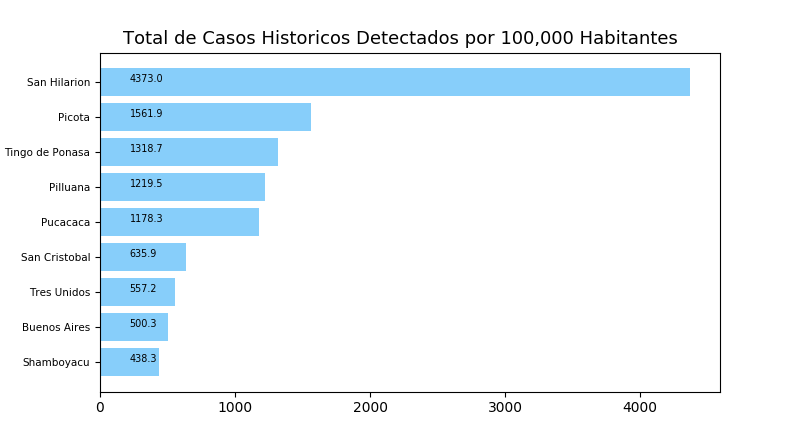 Total de Casos Historicos Detectados por 100,000 Habitantes
San Hilarion 4373.0
Picota 1561.9
Tingo de Ponasa 1318.7
Pilluana 1219.5
Pucacaca 1178.3
San Cristobal 635.9
Tres Unidos 557.2
Buenos Aires 500.3
Shamboyacu 438.3
0 1000 2000 3000 4000